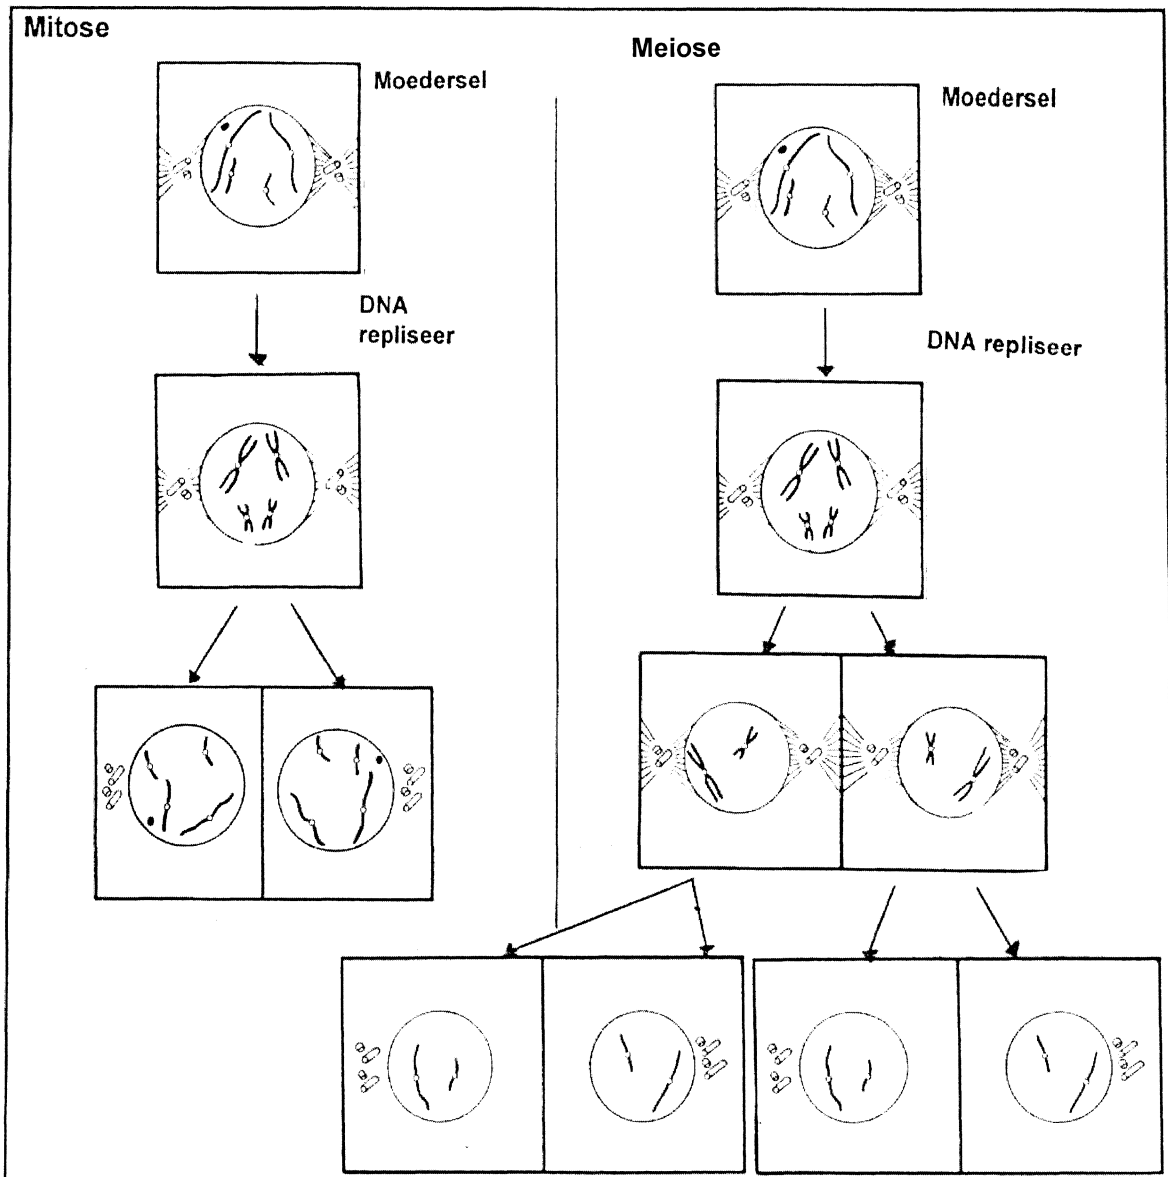 Mitose
Moedersel
DNA
repliseer
Meiose
Moedersel
DNA repliseer